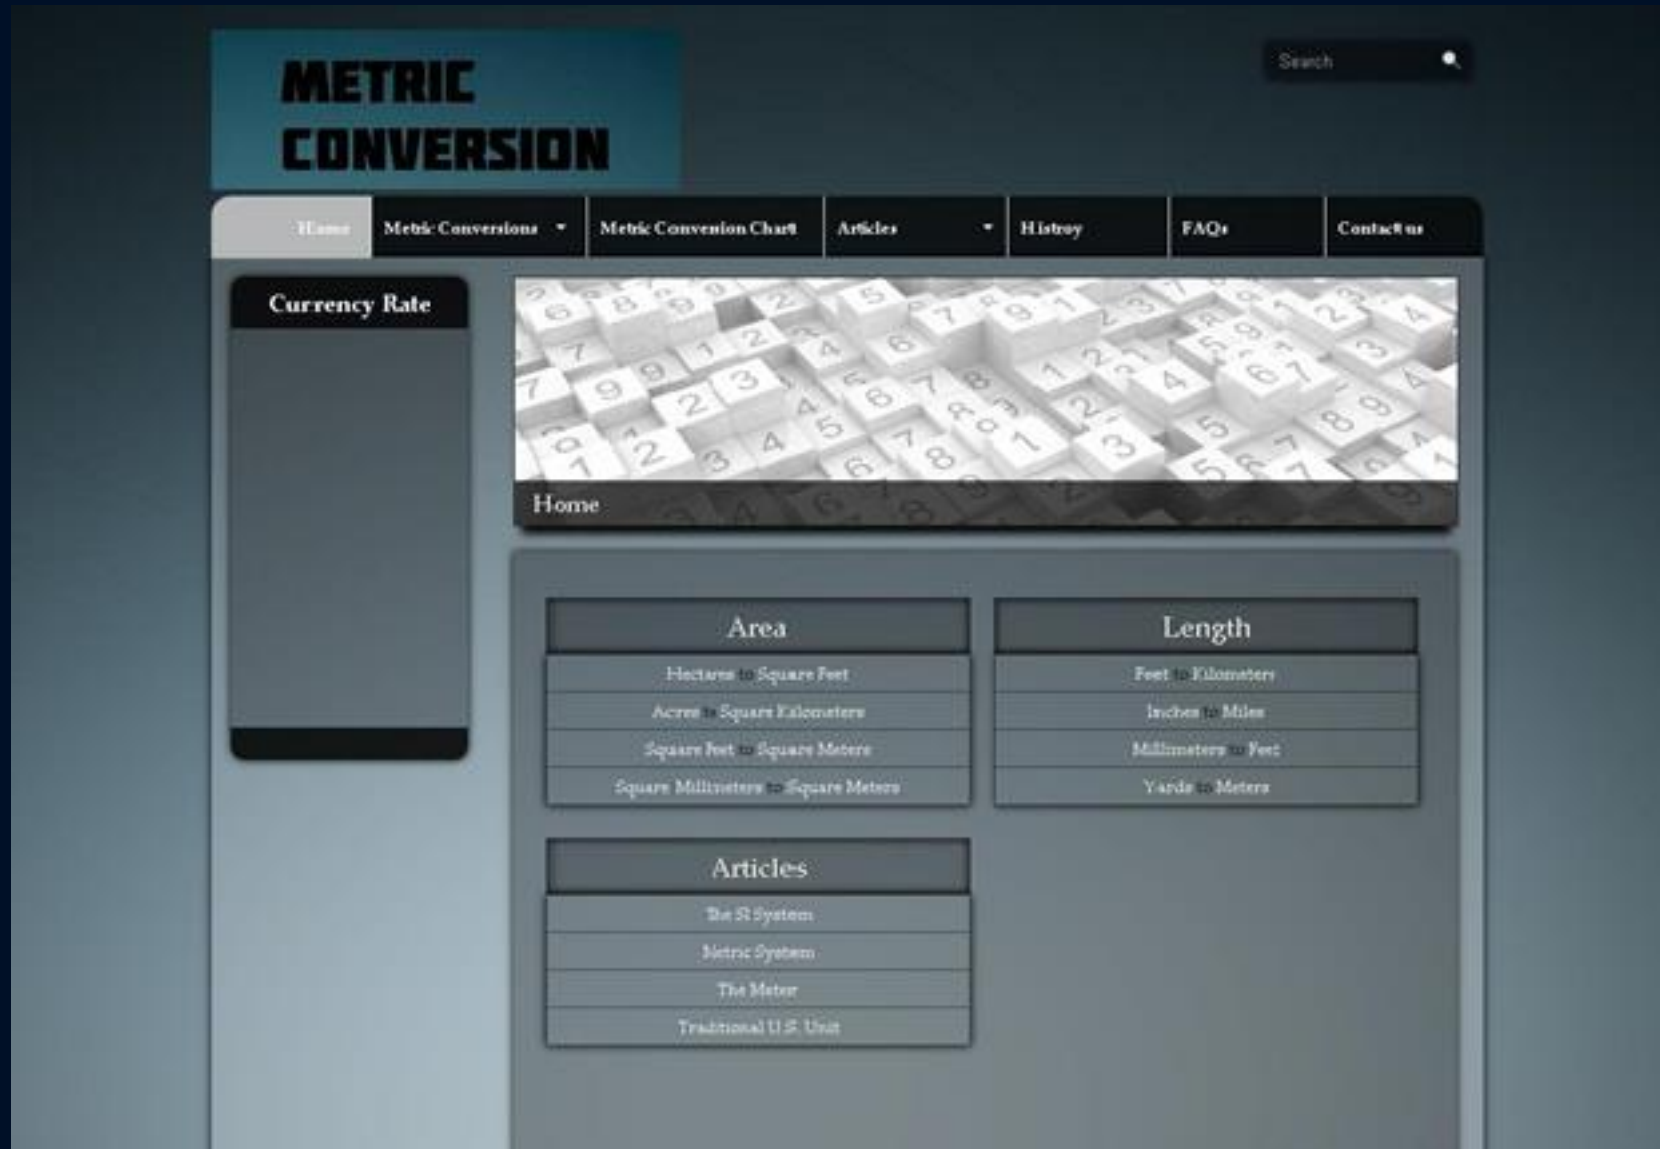 METRIC
CONVERSION
Search
Home
Metric Conversions
Metric Convenion Chart
Articles
Histroy
FAQs
Contact us
Currency Rate
Home
Area
Hectares to Square Feet
Acres to Square Kilometers
Square Feet to Square Meters
Square Millimeters to Square Meters
Length
Feet to Kilometers
Inches to Miles
Millimeters to Feet
Yards to Meters
Articles
The SI System
Metric System
The Meter
Traditional U.S. Unit